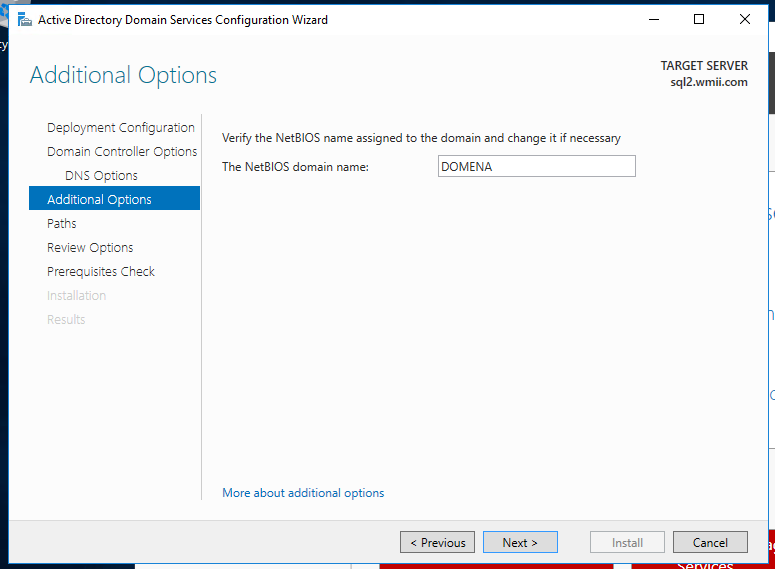 Active Directory Domain Services Configuration Wizard
Additional Options
TARGET SERVER
sql2.wmii.com
Deployment Configuration
Domain Controller Options
DNS Options
Additional Options
Paths
Review Options
Prerequisites Check
Installation
Results
Verify the NetBIOS name assigned to the domain and change it if necessary
The NetBIOS domain name:
DOMENA
More about additional options
< Previous
Next >
Install
Cancel
Services